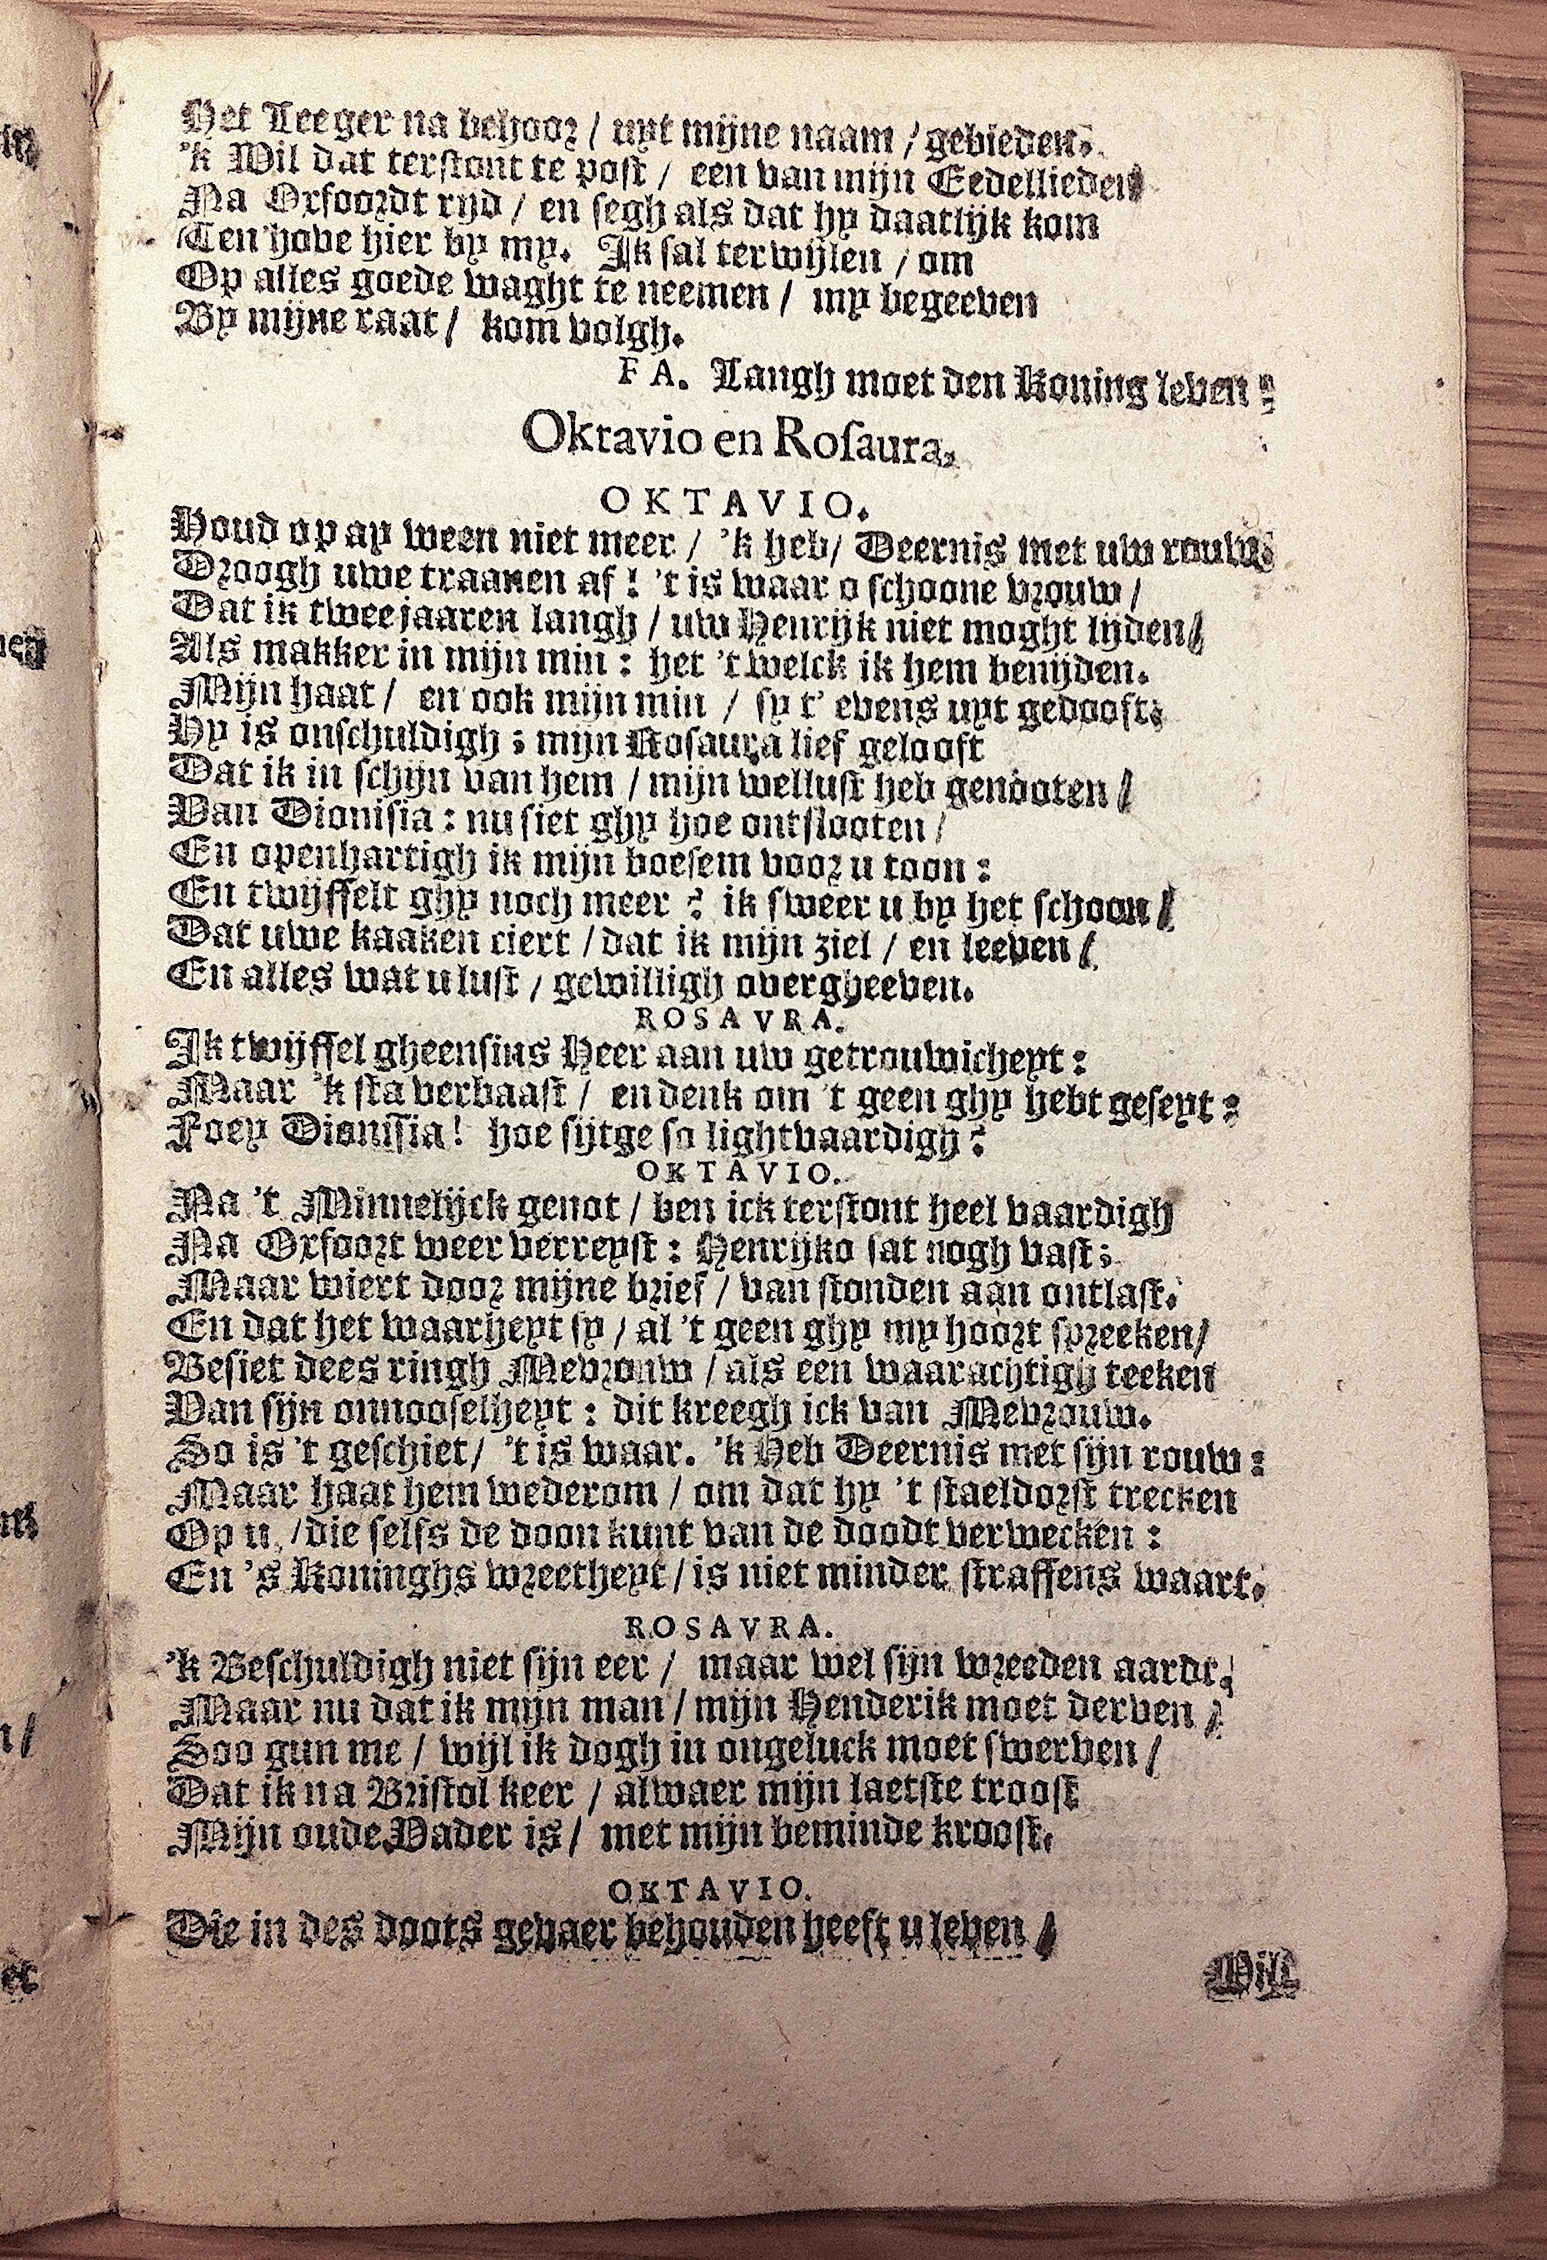 Het Leeger na behoor / uyt mijne naam / gebieden.
'k Wil dat terstont te post / een van mijn Eedellieden
Na Oxfoordt rijd / en segh als dat hy daatlijk kom
Ten hove hier by my. Ik sal terwijlen / om
Op alles goede waght te neemen / my begeeven
By mijne raat / kom volgh.
FA. Langh moet den Koning leven!
Oktavio en Rosaura.
OKTAVIO.
Houd op ay ween niet meer / 'k heb / Deernis met uw rouw.
Droogh uwe traanen af! 't is waar o schoone vrouw /
Dat ik twee jaaren langh / uw Henrijk niet moght lijden /
Als makker in mijn min: het 't welck ik hem benijden.
Mijn haat / en ook mijn min / sy t' evens uyt gedooft;
Hy is onschuldigh; mijn Rosaura lief gelooft
Dat ik in schijn van hem / mijn wellust heb genooten /
Van Dionisia: nu siet ghy hoe ontslooten /
En openhartigh ik mijn boesem voor u toon:
En twijffelt ghy noch meer? ik sweer u by het schoon /
Dat uwe kaaken ciert / dat ik mijn ziel / en leeven /
En alles wat u lust / gewilligh overgheeven.
ROSAVRA.
Ik twijffel gheensins Heer aan uw getrouwicheyt:
Maar 'k sta verbaast / en denk om 't geen ghy hebt geseyt:
Foey Dionisia! hoe sijtge so lightvaardigh?
OKTAVIO.
Na 't Minnelijck genot / ben ick terstont heel vaardigh
Na Oxfoort weer verreyst: Henrijko sat nogh vast;
Maar wiert door mijne brief / van stonden aan ontlast.
En dat het waarheyt sy / al 't geen ghy my hoort spreeken /
Besiet dees ringh Mevrouw / als een waarachtigh teeken
Van sijn onnooselheyt: dit kreegh ick van Mevrouw.
So is 't geschiet / 't is waar. 'k Heb Deernis met sijn rouw:
Maar haat hem wederom / om dat hy 't stael dorst trecken
Op u, / die selfs de doon kunt van de doodt verwecken:
En 's Koninghs wreetheyt / is niet minder straffens waart.
ROSAVRA.
'k Beschuldigh niet sijn eer / maar wel sijn wreeden aardt,
Maar nu dat ik mijn man / mijn Henderik moet derven /
Soo gun me / wijl ik dogh in ongeluck moet swerven /
Dat ik na Bristol keer / alwaer mijn laetste troost
Mijn oude Vader is / met mijn beminde kroost.
OKTAVIO.
Die in des doots gevaer behouden heeft u leven /
Wilt